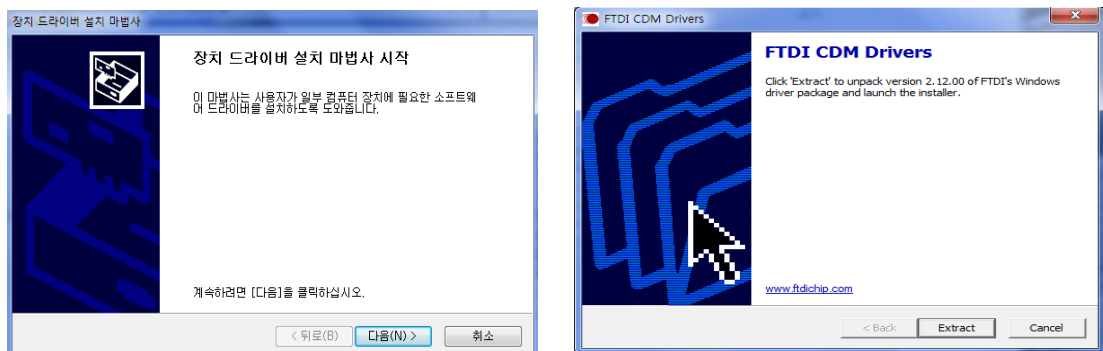 장치 드라이버 설치 마법사
장치 드라이버 설치 마법사 시작
이 마법사는 사용자가 일부 컴퓨터 장치에 필요한 소프트웨
어 드라이버를 설치하도록 도와줍니다.
계속하려면 [다음]을 클릭하십시오.
< 뒤로(B)
다음(N) >
취소
FTDI CDM Drivers
FTDI CDM Drivers
Click 'Extract' to unpack version 2.12.00 of FTDI's Windows
driver package and launch the installer.
www.ftdichip.com
< Back
Extract
Cancel